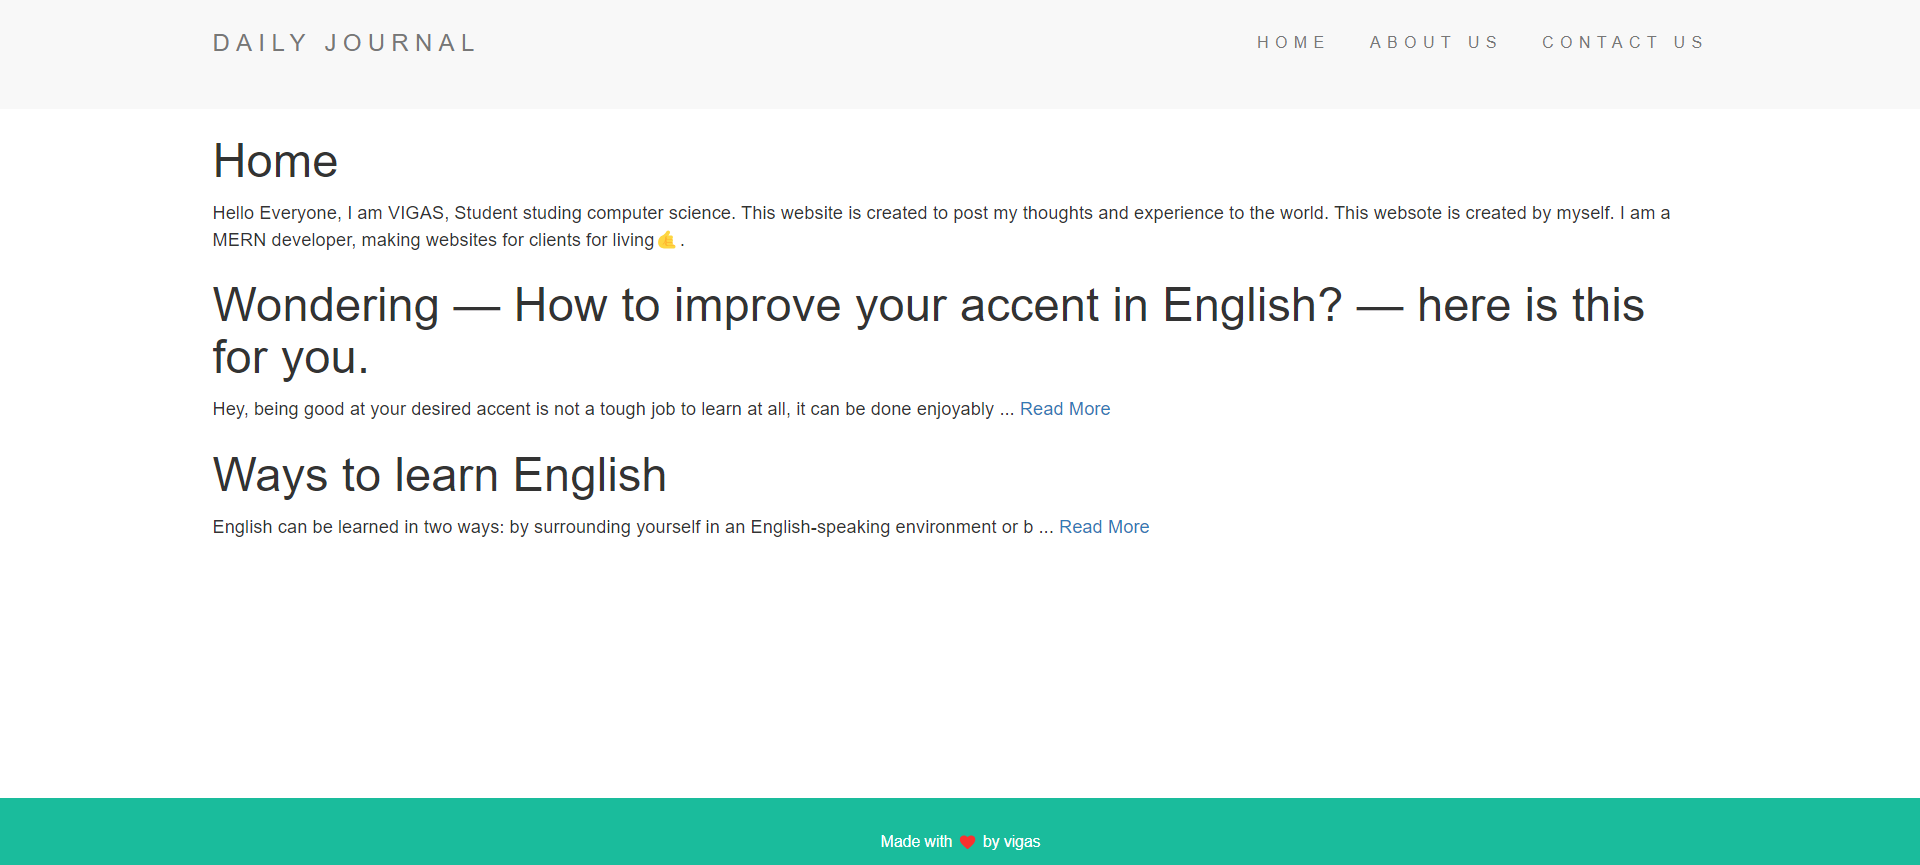 DAILY JOURNAL
HOME ABOUT US CONTACT US
Home
Hello Everyone, I am VIGAS, Student studing computer science. This website is created to post my thoughts and experience to the world. This websote is created by myself. I am a
MERN developer, making websites for clients for living🤙.
Wondering — How to improve your accent in English? — here is this
for you.
Hey, being good at your desired accent is not a tough job to learn at all, it can be done enjoyably ... Read More
Ways to learn English
English can be learned in two ways: by surrounding yourself in an English-speaking environment or b ... Read More
Made with ❤️ by vigas